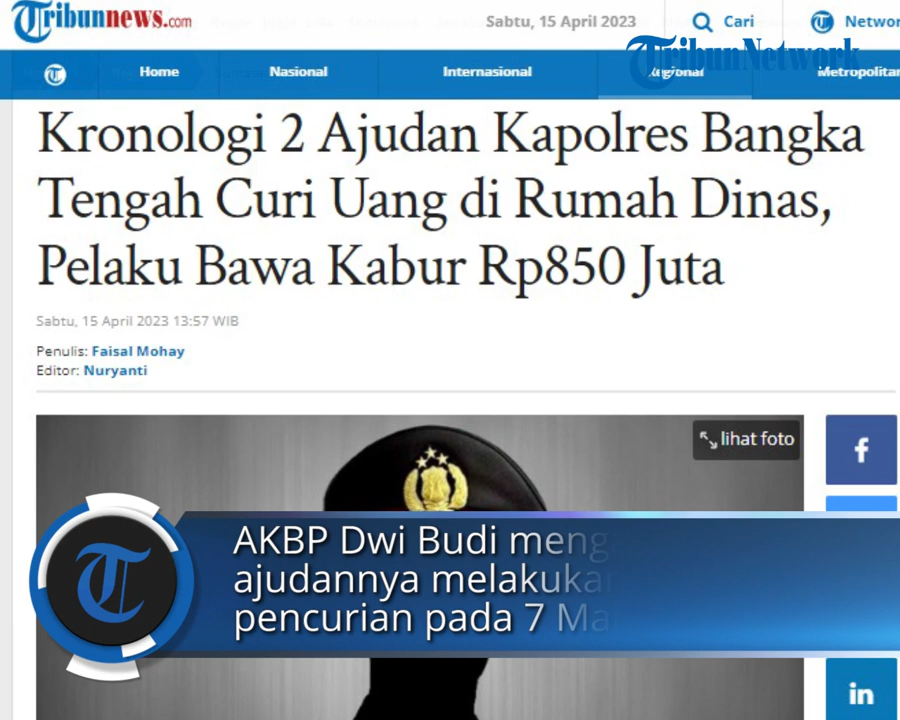 Tribunnews.com
Sabtu, 15 April 2023
Cari
Networ
TribunNetwork
Home
Nasional
Internasional
Regional
Metropolitan
Kronologi 2 Ajudan Kapolres Bangka
Tengah Curi Uang di Rumah Dinas,
Pelaku Bawa Kabur Rp850 Juta
Sabtu, 15 April 2023 13:57 WIB
Penulis: Faisal Mohay
Editor: Nuryanti
lihat foto
AKBP Dwi Budi meng
ajudannya melakukan
pencurian pada 7 Ma